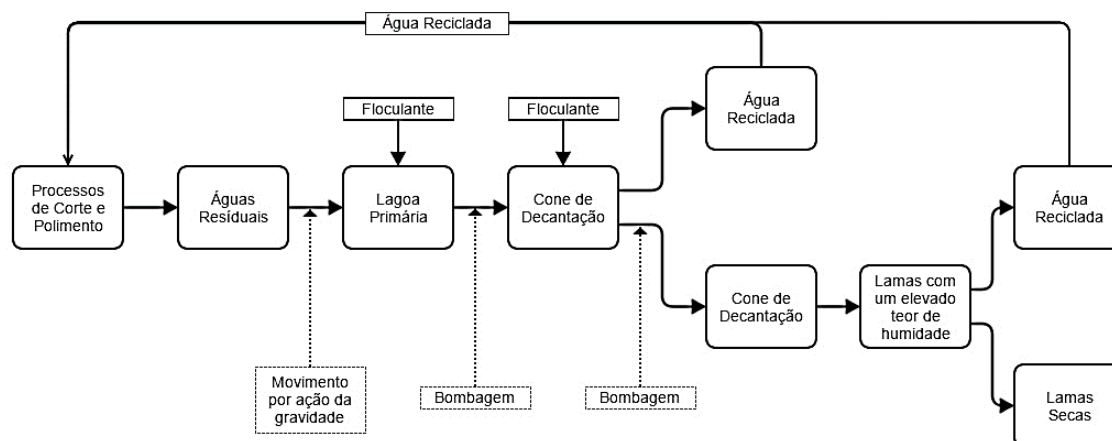 Água Reciclada
Floculante
Floculante
Água
Reciclada
Processos
de Corte e
Polimento
Águas
Resíduais
Lagoa
Primária
Cone de
Decantação
Água
Reciclada
Cone de
Decantação
Lamas com
um elevado
teor de
humidade
Movimento
por ação da
gravidade
Bombagem
Bombagem
Lamas
Secas